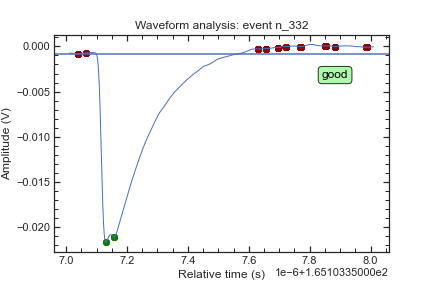 Waveform analysis: event n_332
0.000
−0.005
−0.010
−0.015
−0.020
Amplitude (V)
good
7.0 7.2 7.4 7.6 7.8 8.0
Relative time (s)
1e−6+1.6510335000e2